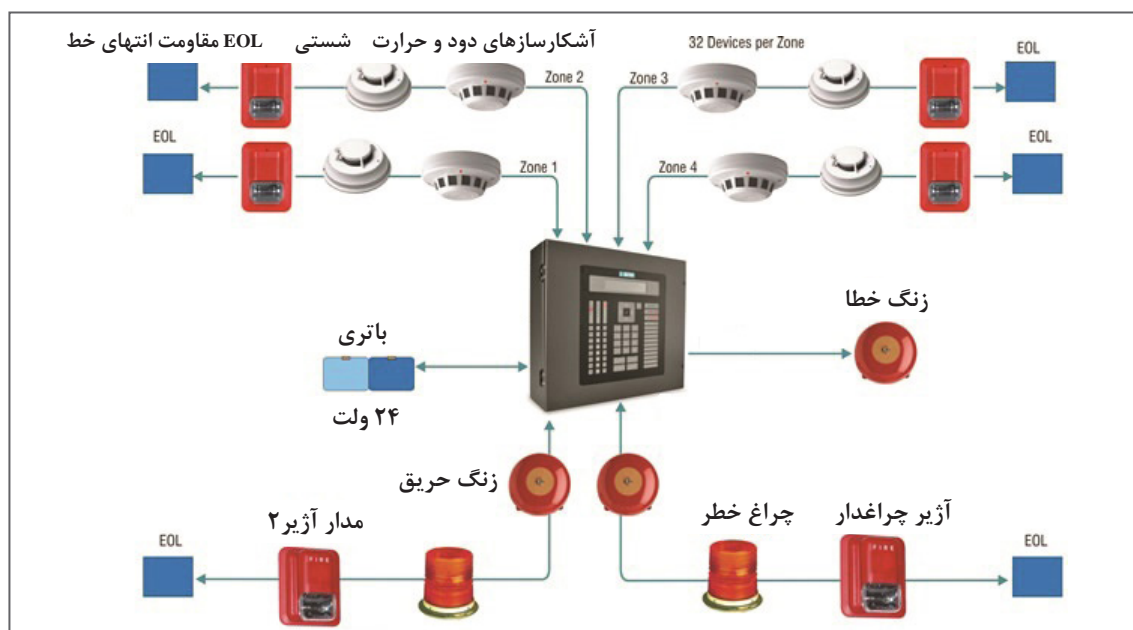 آشکارسازهای دود و حرارت
شستی
EOL مقاومت انتهای خط
32 Devices per Zone
EOL
Zone 2
Zone 3
EOL
Zone 1
Zone 4
EOL
زنگ خطا
باتری
۲۴ ولت
زنگ حریق
مدار آژیر۲
چراغ خطر
آژیر چراغدار
EOL
FIRE
FIRE
EOL